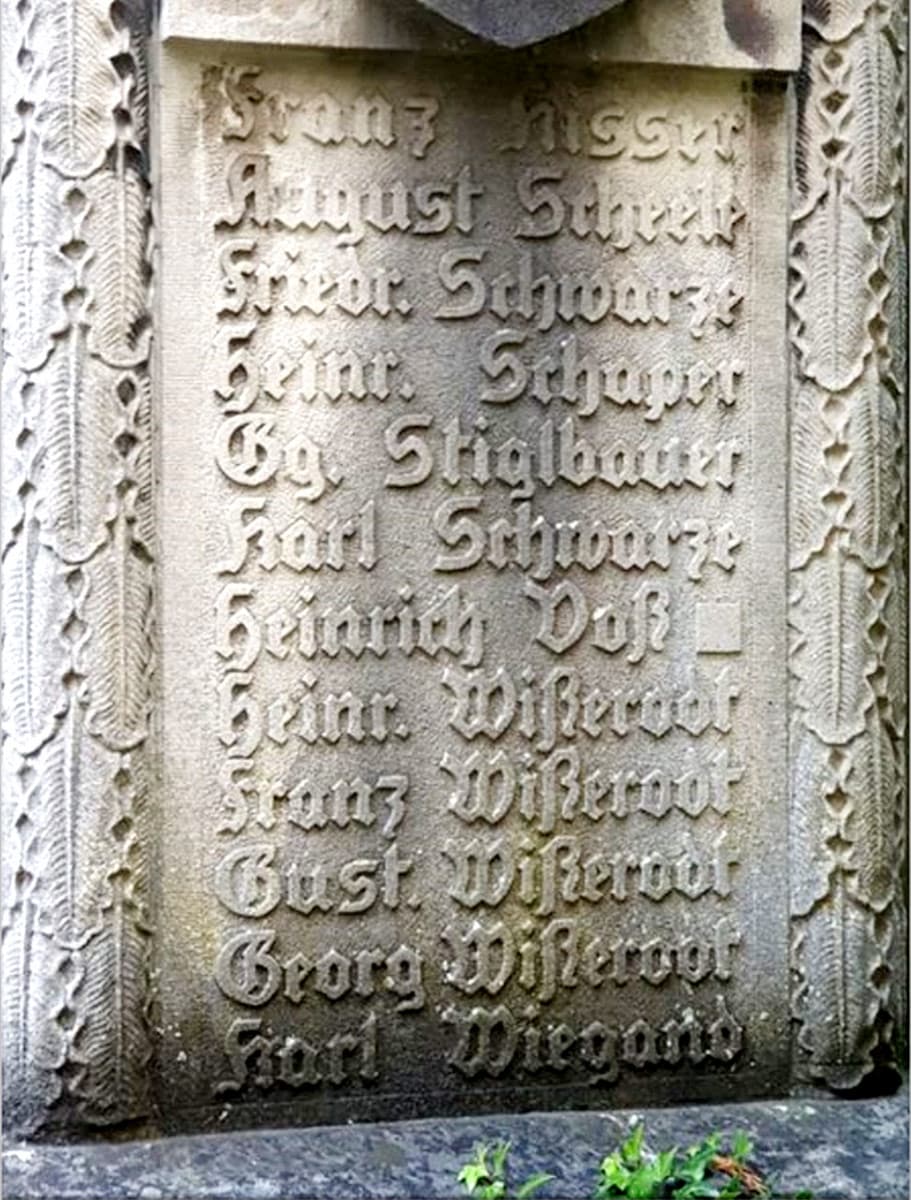 Franz
August Scheele
Friedr. Schwarze
Heinr. Schaper
Gg. Stiglbauer
Karl Schwarze
Heinrich Voß
Heinr. Wißerodt
Franz Wißerodt
Gust. Wißerodt
Georg Wißerodt
Karl Wiegand